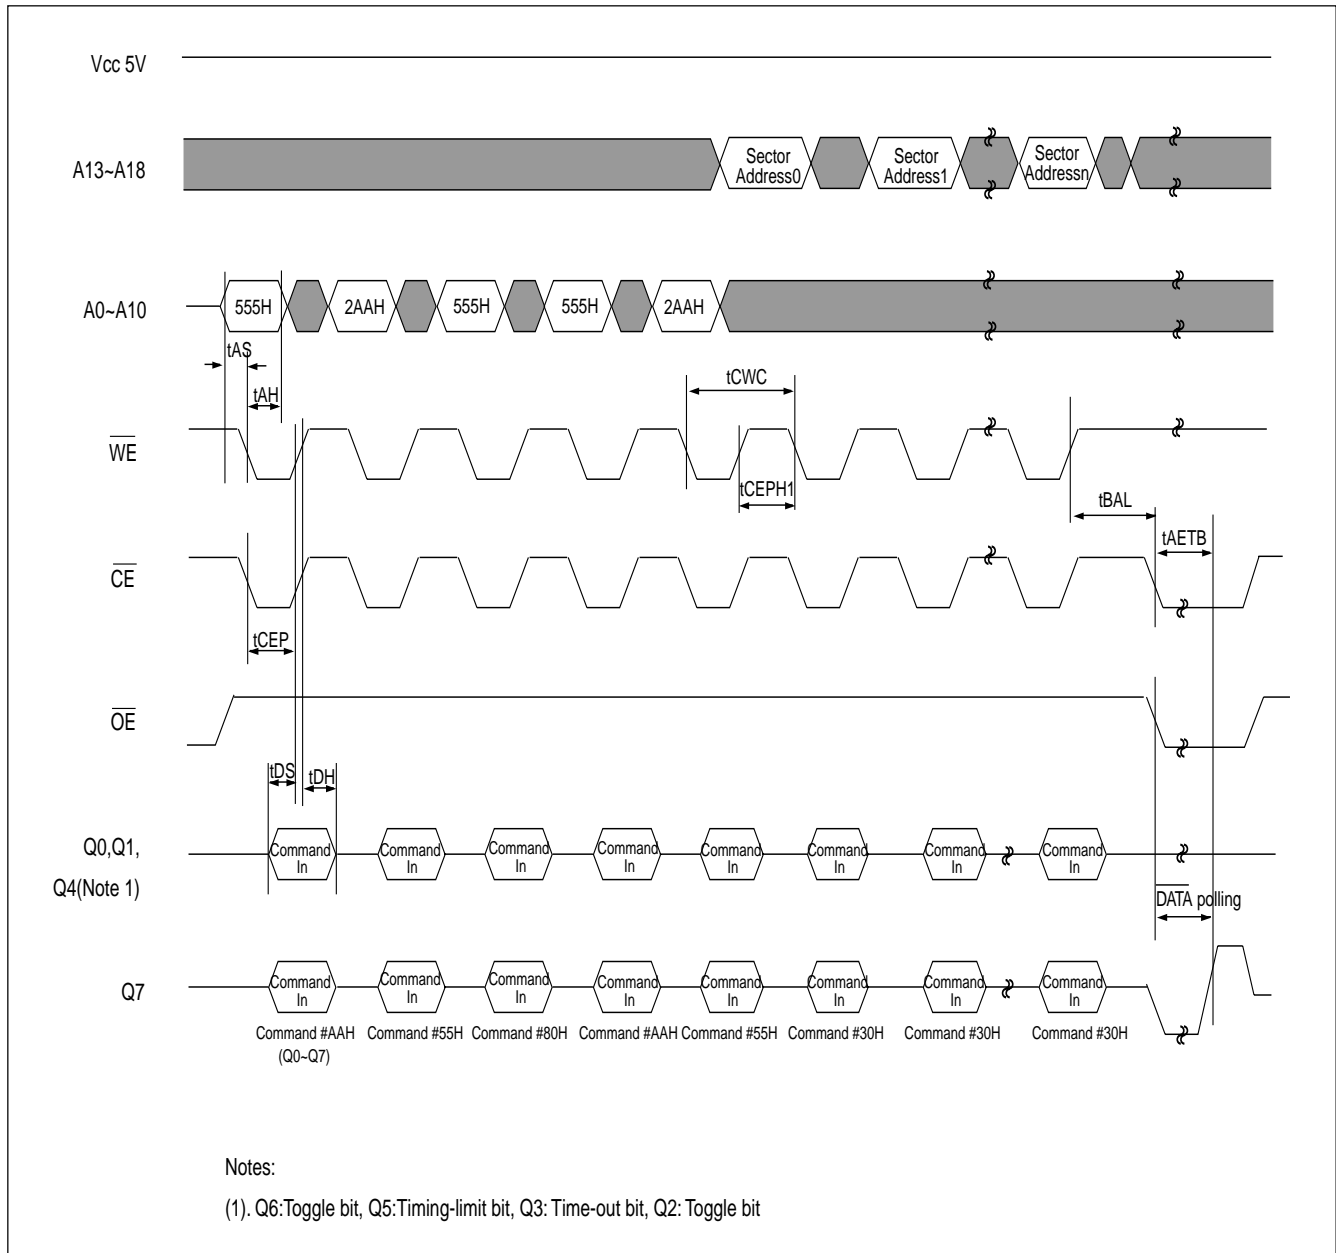 Vcc 5V
A13~A18
Sector
Address0
Sector
Address1
Sector
Addressn
A0~A10
555H
2AAH
555H
555H
2AAH
tAS
tAH
tCWC
WE
tCEPH1
tBAL
tAETB
CE
tCEP
OE
tDS
tDH
Q0,Q1,
Q4(Note 1)
Command
In
Command
In
Command
In
Command
In
Command
In
Command
In
Command
In
Command
In
DATA polling
Q7
Command
In
Command
In
Command
In
Command
In
Command
In
Command
In
Command
In
Command
In
Command #AAH
(Q0~Q7)
Command #55H
Command #80H
Command #AAH
Command #55H
Command #30H
Command #30H
Command #30H
Notes:
(1). Q6:Toggle bit, Q5:Timing-limit bit, Q3: Time-out bit, Q2: Toggle bit